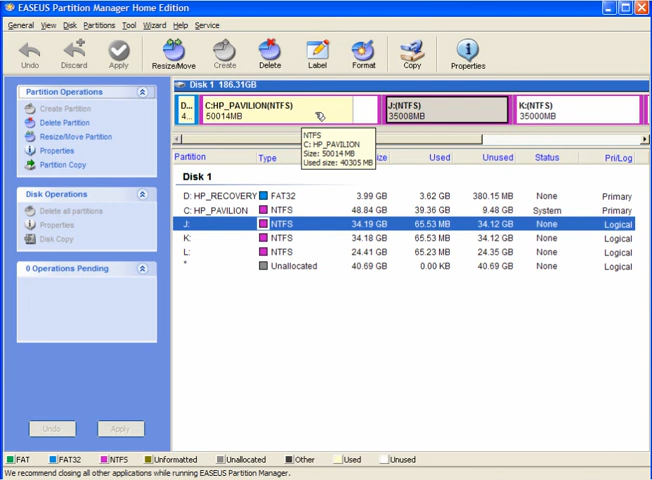 EASEUS Partition Manager Home Edition
General View Disk Partitions Tool Wizard Help Service
Undo Discard Apply Resize/Move Create Delete Label Format Copy Properties
Partition Operations
Create Partition
Delete Partition
Resize/Move Partition
Properties
Partition Copy
Disk Operations
Delete all partitions
Properties
Disk Copy
0 Operations Pending
Undo Apply
Disk 1 186.31GB
D... C:HP_PAVILION(NTFS) J:(NTFS) K:(NTFS)
4... 50014MB 35008MB 35000MB
NTFS
C: HP_PAVILION
Size: 50014 MB
Used size: 40305 MB
Partition Type ize Used Unused Status Pri/Log
Disk 1
D: HP_RECOVERY FAT32 3.99 GB 3.62 GB 380.15 MB None Primary
C: HP_PAVILION NTFS 48.84 GB 39.36 GB 9.48 GB System Primary
J: NTFS 34.19 GB 65.53 MB 34.12 GB None Logical
K: NTFS 34.18 GB 65.53 MB 34.12 GB None Logical
L: NTFS 24.41 GB 65.23 MB 24.35 GB None Logical
* Unallocated 40.69 GB 0.00 KB 40.69 GB None Logical
FAT FAT32 NTFS Unformatted Unallocated Other Used Unused
We recommend closing all other applications while running EASEUS Partition Manager.